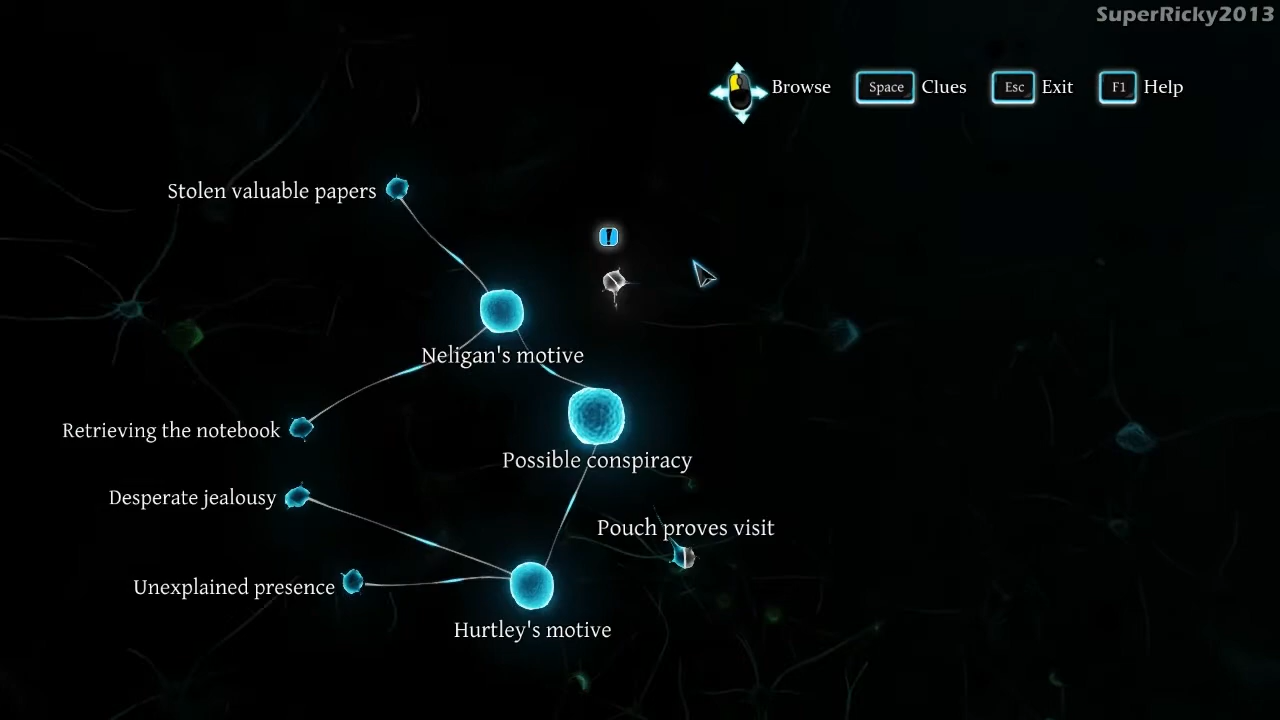 SuperRicky2013
Browse
Space
Clues
Esc
Exit
F1
Help
Stolen valuable papers
!
Neligan's motive
Retrieving the notebook
Possible conspiracy
Desperate jealousy
Pouch proves visit
Unexplained presence
Hurtley's motive